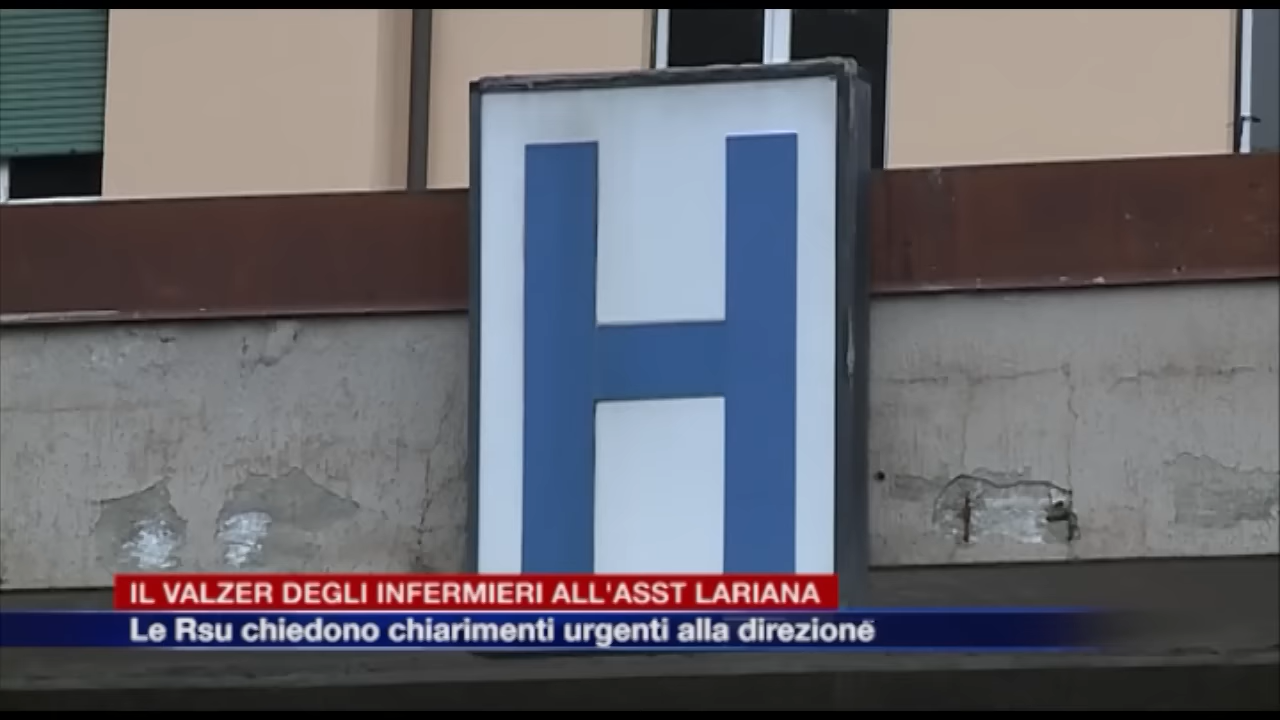 H
IL VALZER DEGLI INFERMIERI ALL'ASST LARIANA
Le Rsu chiedono chiarimenti urgenti alla direzione